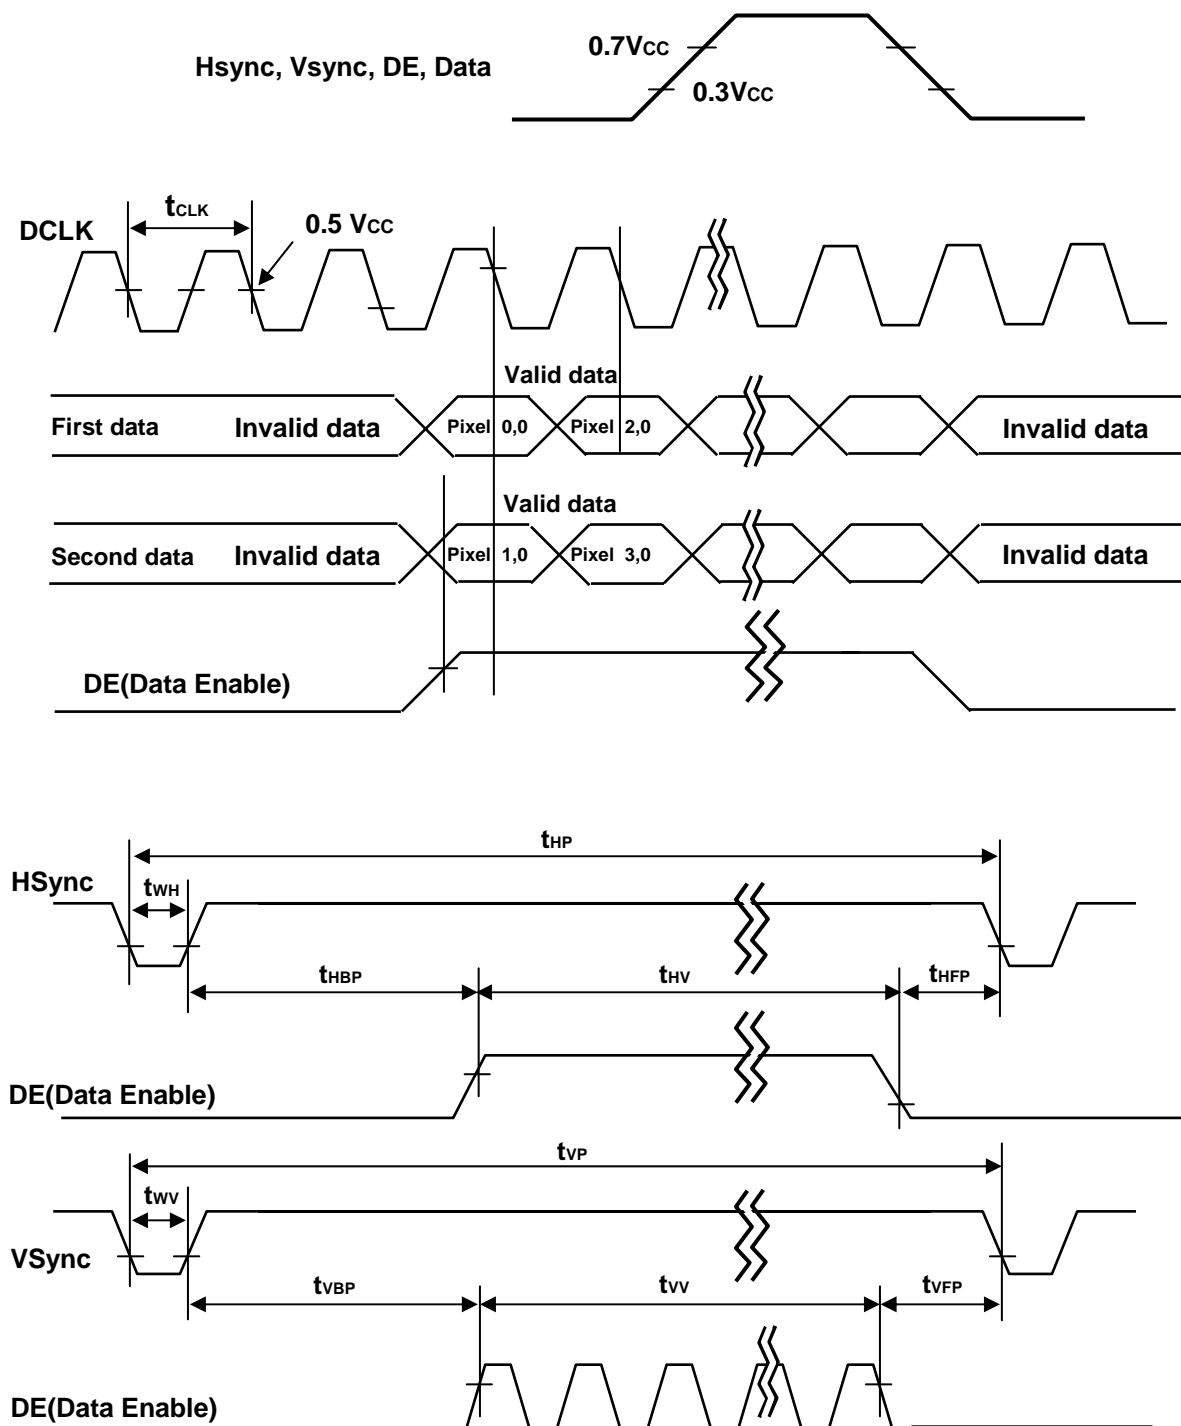 0.7VCC
Hsync, Vsync, DE, Data
0.3VCC
tCLK
DCLK
0.5 VCC
Valid data
First data Invalid data Pixel 0,0 Pixel 2,0 Invalid data
Valid data
Second data Invalid data Pixel 1,0 Pixel 3,0 Invalid data
DE(Data Enable)
tHP
HSync
tWH
tHBP tHV tHFP
DE(Data Enable)
tVP
tWV
VSync
tVBP tVV tVFP
DE(Data Enable)